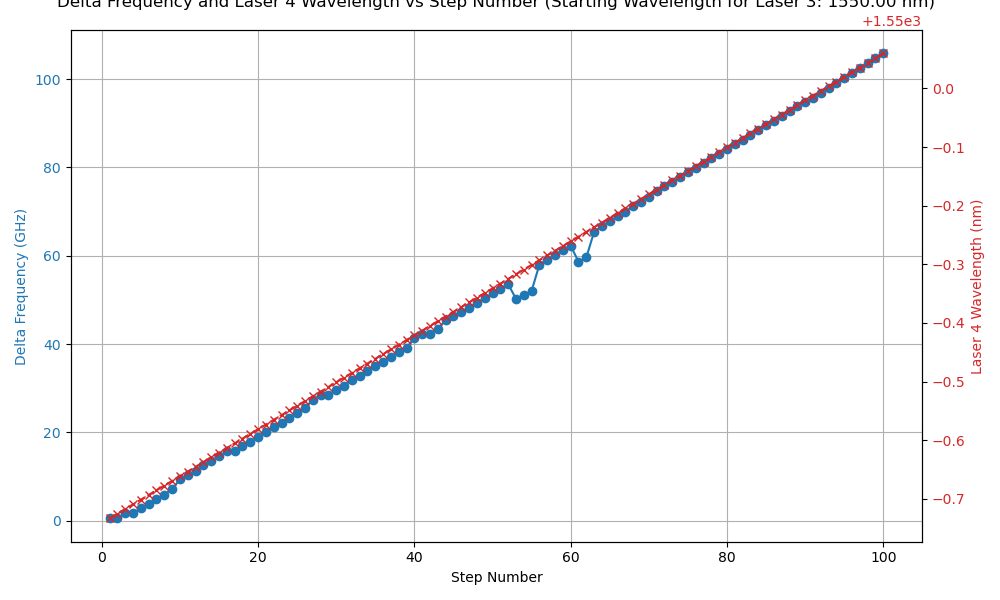 Delta Frequency and Laser 4 Wavelength vs Step Number (Starting Wavelength for Laser 3: 1550.00 nm)
+1.55e3
100
80
60
40
20
0
Delta Frequency (GHz)
0.0
−0.1
−0.2
−0.3
−0.4
−0.5
−0.6
−0.7
Laser 4 Wavelength (nm)
0 20 40 60 80 100
Step Number